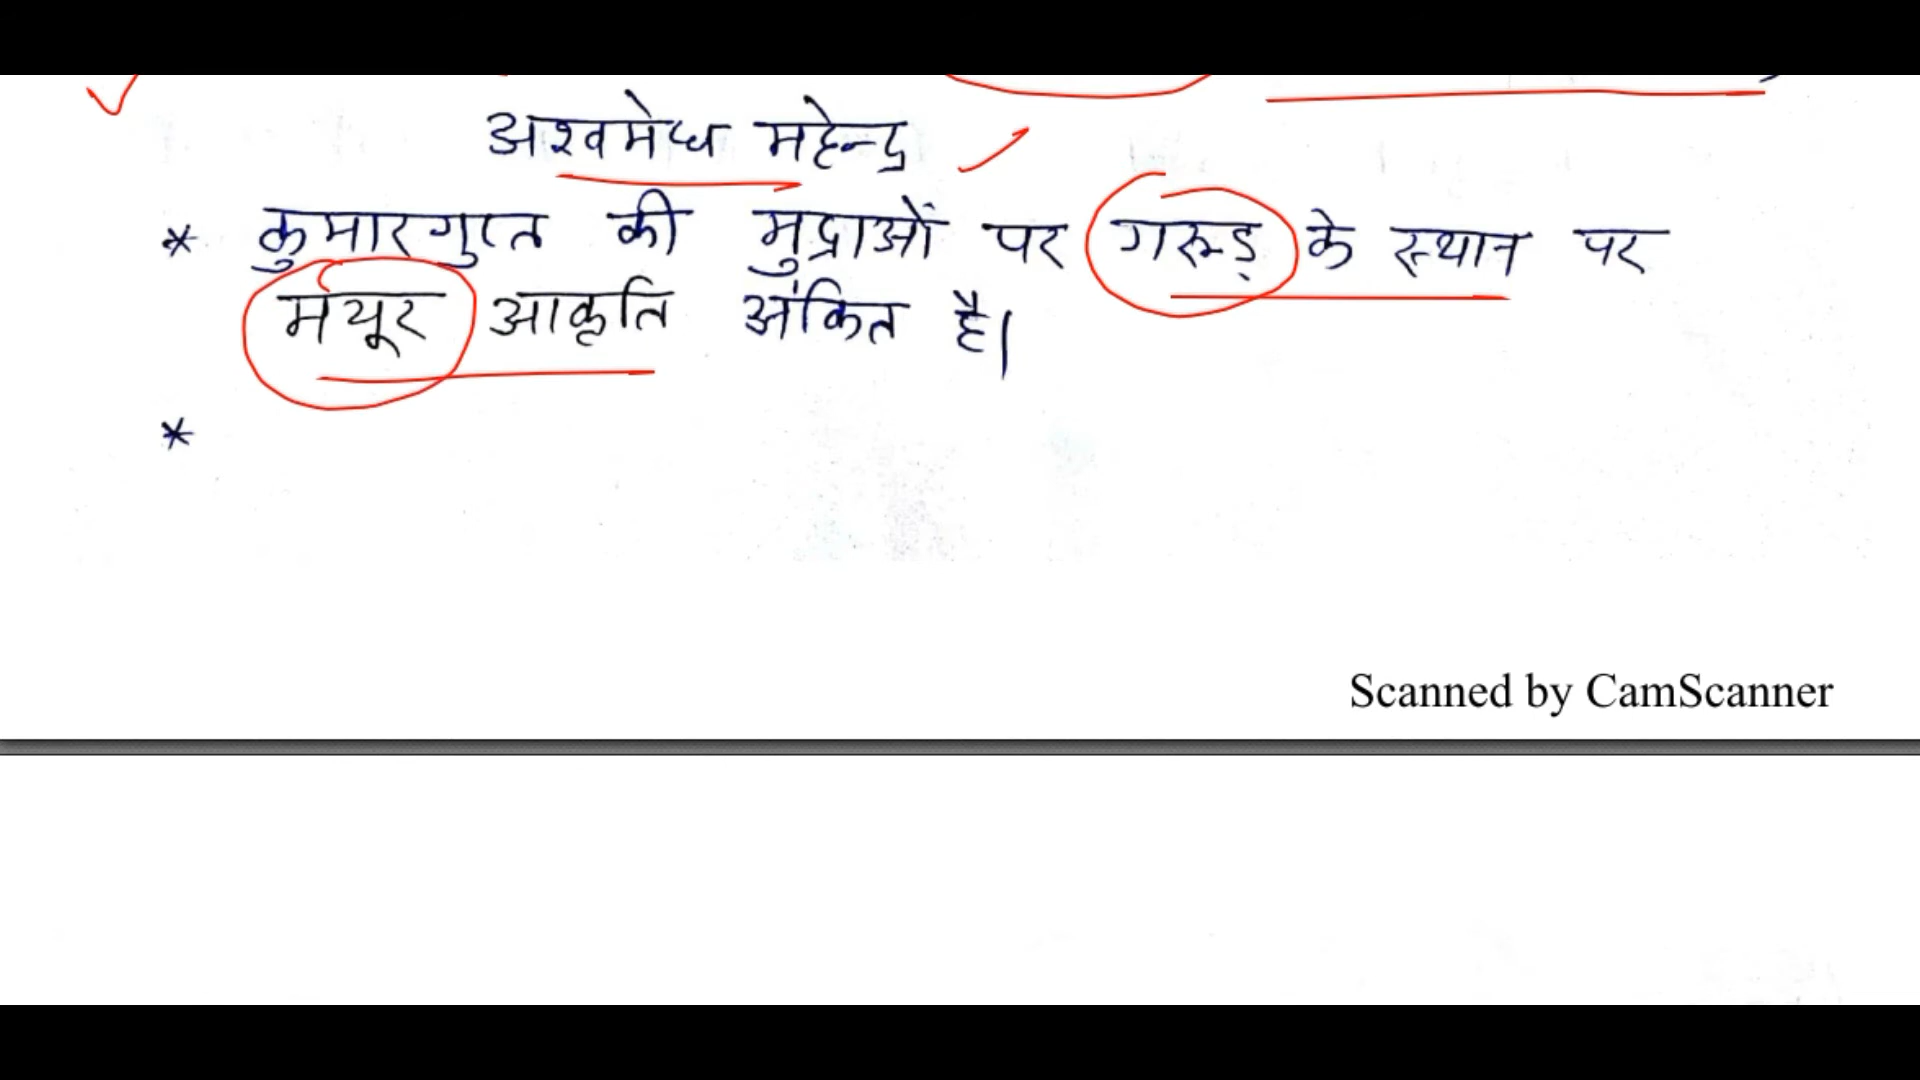 अश्वमेध महेन्द्र
* कुमारगुप्त की मुद्राओं पर गरूड़ के स्थान पर
मयूर आकृति अंकित है।
*
Scanned by CamScanner